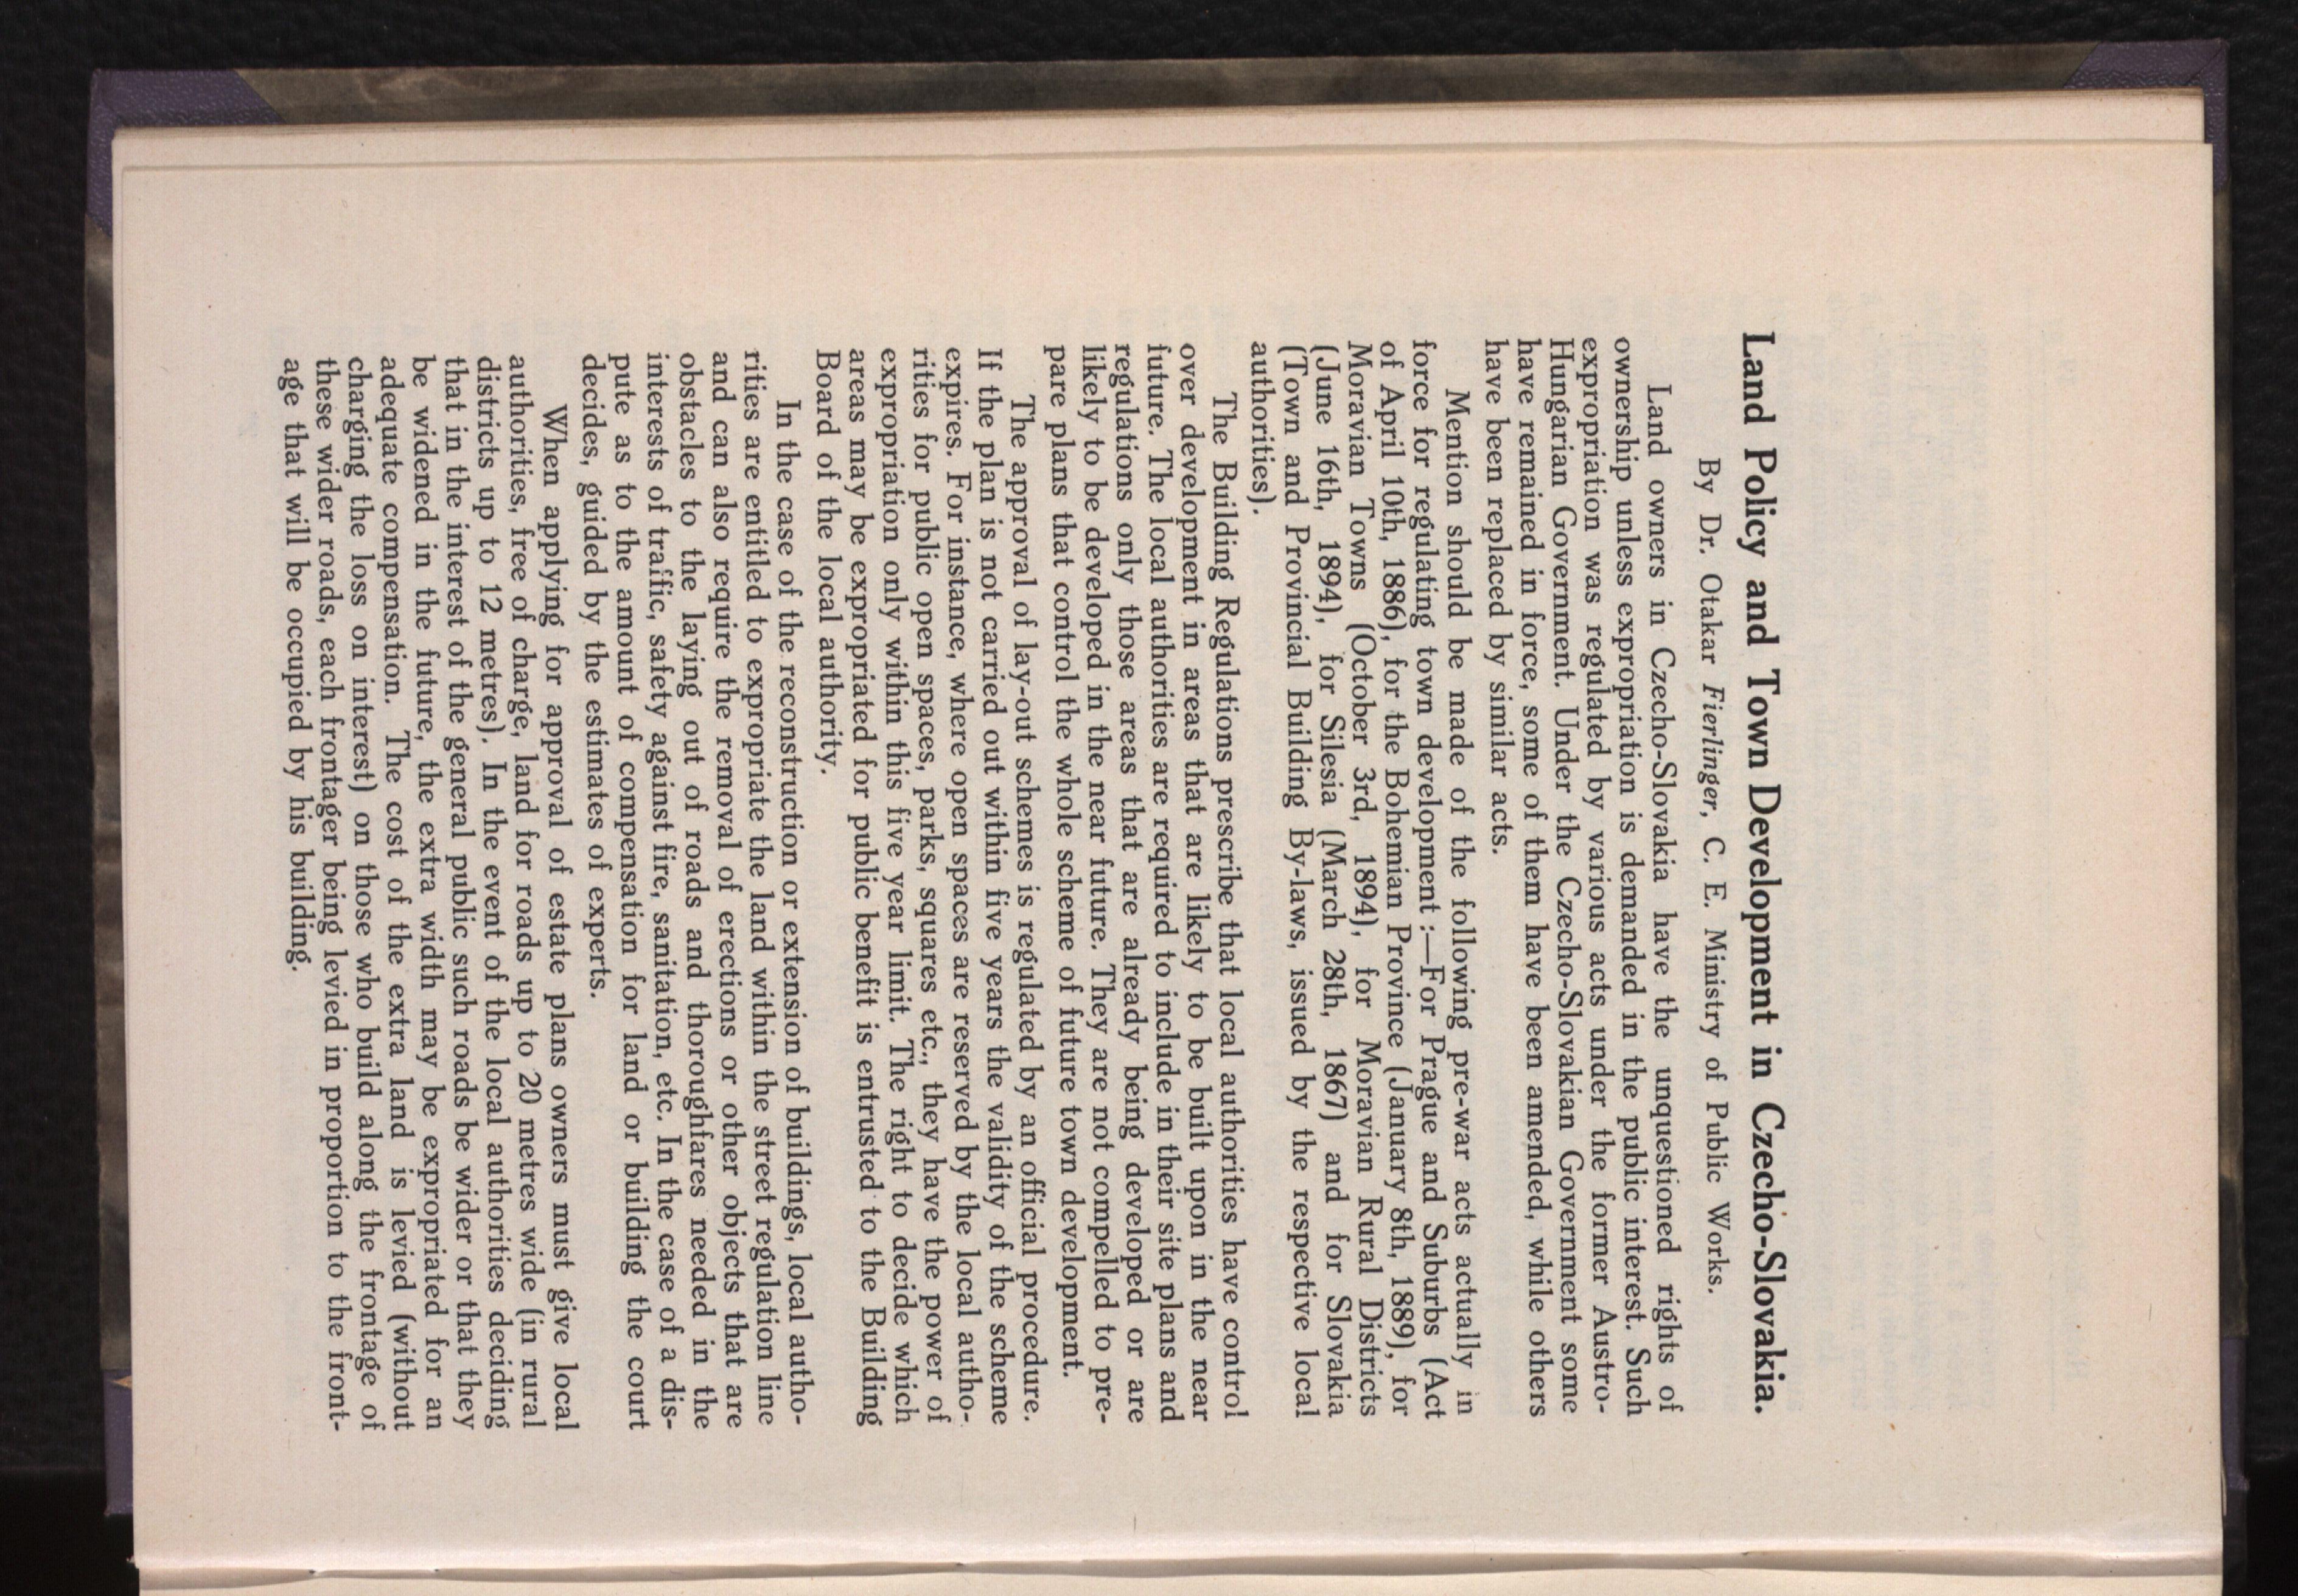 Land Policy and Town Development in Czecho-Slovakia.
By Dr. Otakar Fierlinger, C. E. Ministry of Public Works.
Land owners in Czecho-Slovakia have the unquestioned rights of
ownership unless expropriation is demanded in the public interest. Such
expropriation was regulated by various acts under the former Austro-
Hungarian Government. Under the Czecho-Slovakian Government some
have remained in force, some of them have been amended, while others
have been replaced by similar acts.
Mention should be made of the following pre-war acts actually in
force for regulating town development :—For Prague and Suburbs (Act
of April 10th, 1886), for the Bohemian Province (January 8th, 1889), for
Moravian Towns (October 3rd, 1894), for Moravian Rural Districts
(June 16th, 1894), for Silesia (March 28th, 1867) and for Slovakia
(Town and Provincial Building By-laws, issued by the respective local
authorities).
The Building Regulations prescribe that local authorities have control
over development in areas that are likely to be built upon in the near
future. The local authorities are required to include in their site plans and
regulations only those areas that are already being developed or are
likely to be developed in the near future. They are not compelled to pre-
pare plans that control the whole scheme of future town development.
The approval of lay-out schemes is regulated by an official procedure.
If the plan is not carried out within five years the validity of the scheme
expires. For instance, where open spaces are reserved by the local autho-
rities for public open spaces, parks, squares etc., they have the power of
expropriation only within this five year limit. The right to decide which
areas may be expropriated for public benefit is entrusted to the Building
Board of the local authority.
In the case of the reconstruction or extension of buildings, local autho-
rities are entitled to expropriate the land within the street regulation line
and can also require the removal of erections or other objects that are
obstacles to the laying out of roads and thoroughfares needed in the
interests of traffic, safety against fire, sanitation, etc. In the case of a dis-
pute as to the amount of compensation for land or building the court
decides, guided by the estimates of experts.
When applying for approval of estate plans owners must give local
authorities, free of charge, land for roads up to 20 metres wide (in rural
districts up to 12 metres). In the event of the local authorities deciding
that in the interest of the general public such roads be wider or that they
be widened in the future, the extra width may be expropriated for an
adequate compensation. The cost of the extra land is levied (without
charging the loss on interest) on those who build along the frontage of
these wider roads, each frontager being levied in proportion to the front-
age that will be occupied by his building.